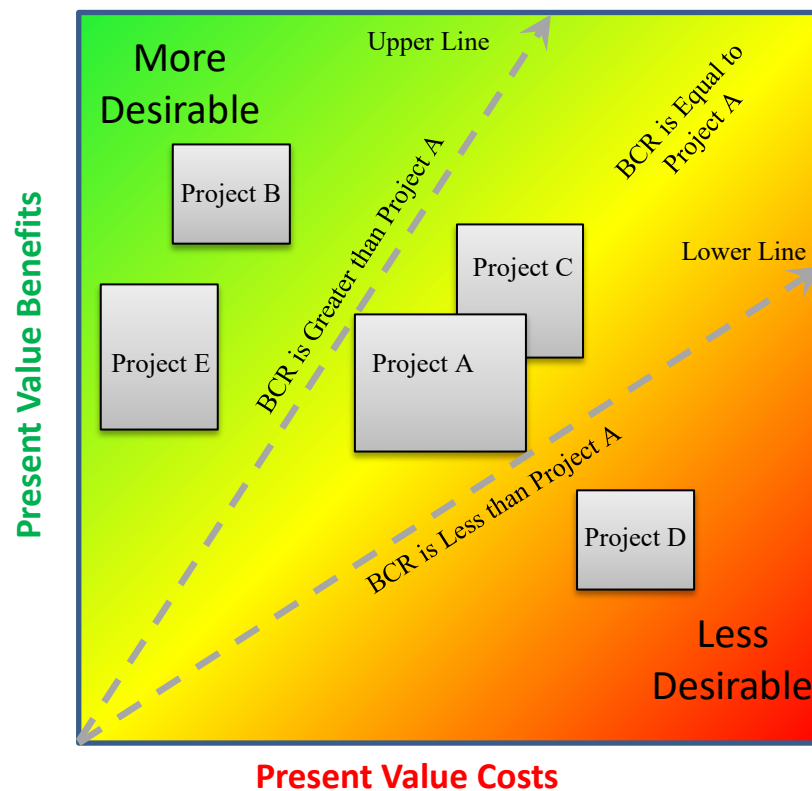 Upper Line
More
Desirable
BCR is Equal to
Project A
Project B
BCR is Greater than Project A
Lower Line
Project C
Project E
Project A
BCR is Less than Project A
Project D
Less
Desirable
Present Value Benefits
Present Value Costs